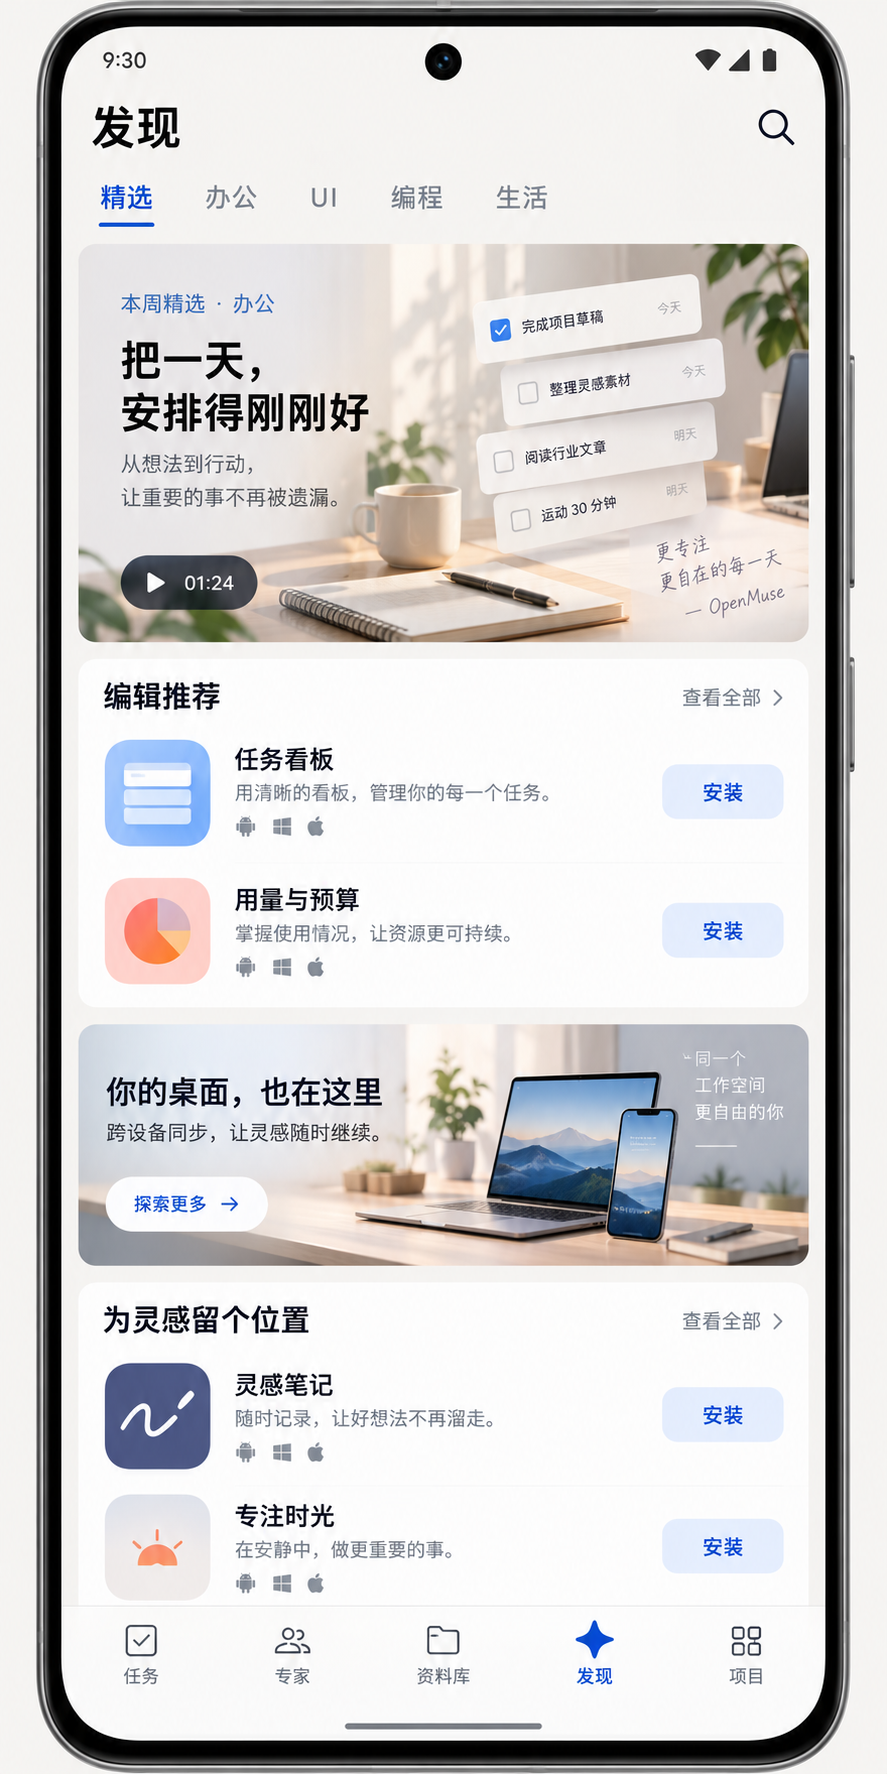 9:30
发现
精选 办公 UI 编程 生活
本周精选 · 办公
把一天，
安排得刚刚好
从想法到行动，
让重要的事不再被遗漏。
01:24
完成项目草稿 今天
整理灵感素材 今天
阅读行业文章 明天
运动 30 分钟 明天
更专注
更自在的每一天
— OpenMuse
编辑推荐 查看全部
任务看板
用清晰的看板，管理你的每一个任务。
安装
用量与预算
掌握使用情况，让资源更可持续。
安装
你的桌面，也在这里
跨设备同步，让灵感随时继续。
探索更多 →
同一个
工作空间
更自由的你
为灵感留个位置 查看全部
灵感笔记
随时记录，让好想法不再溜走。
安装
专注时光
在安静中，做更重要的事。
安装
任务 专家 资料库 发现 项目